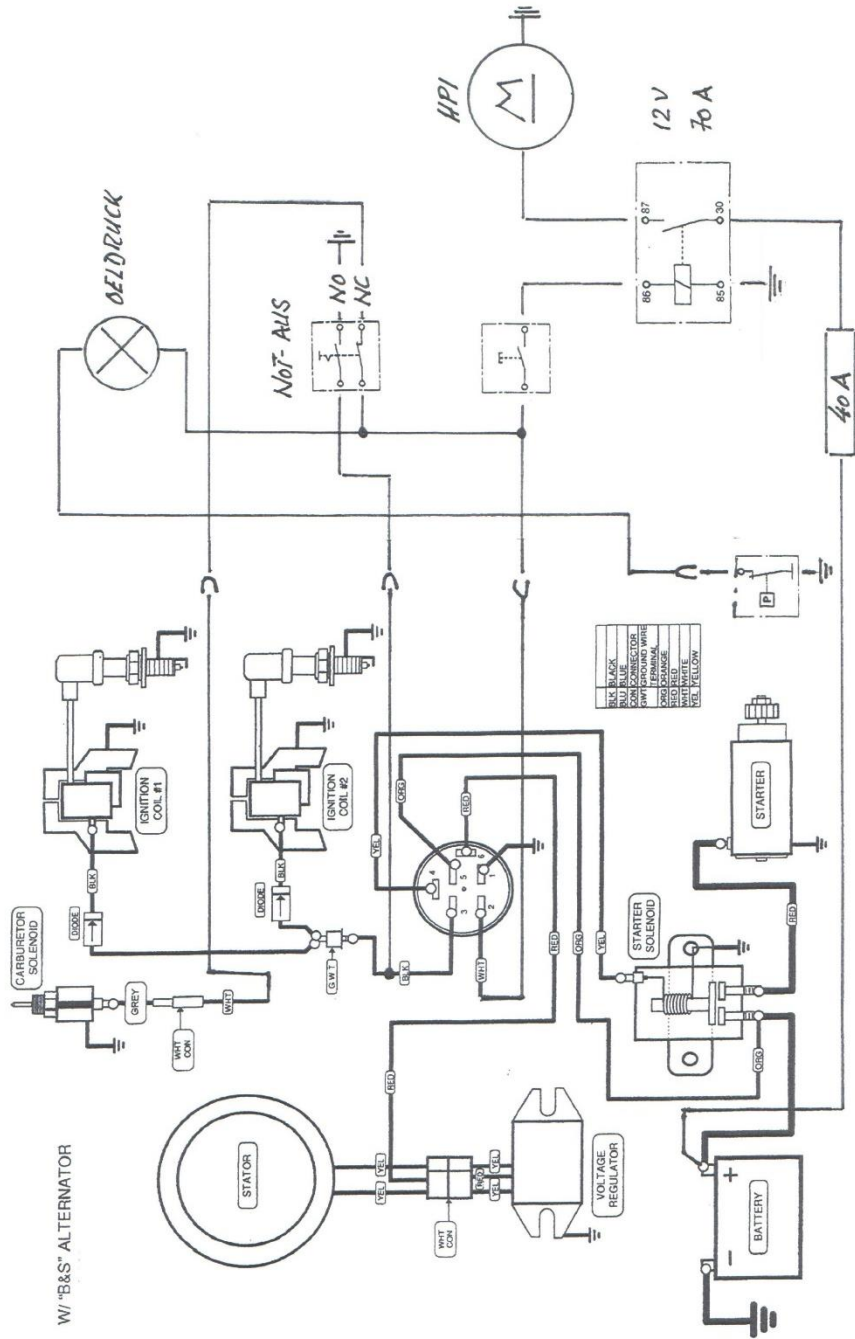 W/ "B&S" ALTERNATOR
CARBURETOR
SOLENOID
GREY
WHT
CON
WHT
DIODE
BLK
IGNITION
COIL #1
DIODE
BLK
IGNITION
COIL #2
G W T
BLK
WHT
STATOR
YEL
YEL
WHT
CON
YEL
RED
YEL
VOLTAGE
REGULATOR
RED
RED
ORG
YEL
YEL
ORG
RED
4
5
6
3
2
1
OELDRUCK
NOT-AUS
NO
NC
HPI
M
12 V
70 A
87
30
86
85
40 A
P
BLK BLACK
BLU BLUE
CON CONNECTOR
GWT GROUND WIRE
TERMINAL
ORG ORANGE
RED RED
WHT WHITE
YEL YELLOW
STARTER
SOLENOID
ORG
RED
STARTER
BATTERY
+
−